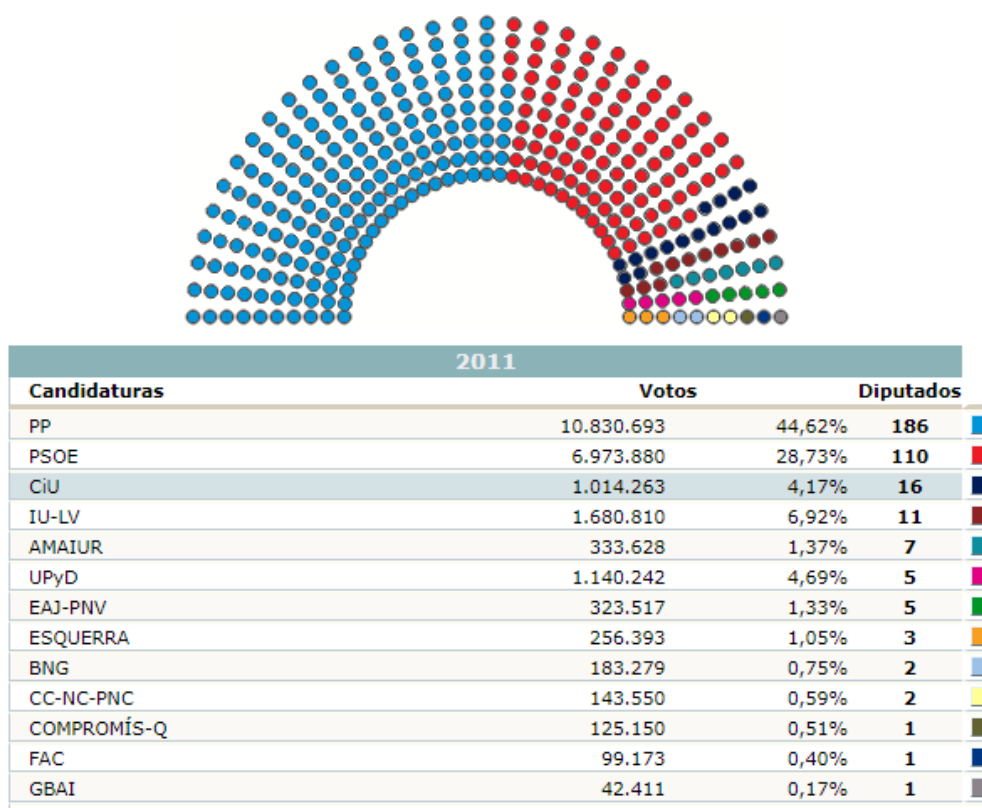 2011
Candidaturas Votos Diputados
PP 10.830.693 44,62% 186
PSOE 6.973.880 28,73% 110
CiU 1.014.263 4,17% 16
IU-LV 1.680.810 6,92% 11
AMAIUR 333.628 1,37% 7
UPyD 1.140.242 4,69% 5
EAJ-PNV 323.517 1,33% 5
ESQUERRA 256.393 1,05% 3
BNG 183.279 0,75% 2
CC-NC-PNC 143.550 0,59% 2
COMPROMÍS-Q 125.150 0,51% 1
FAC 99.173 0,40% 1
GBAI 42.411 0,17% 1